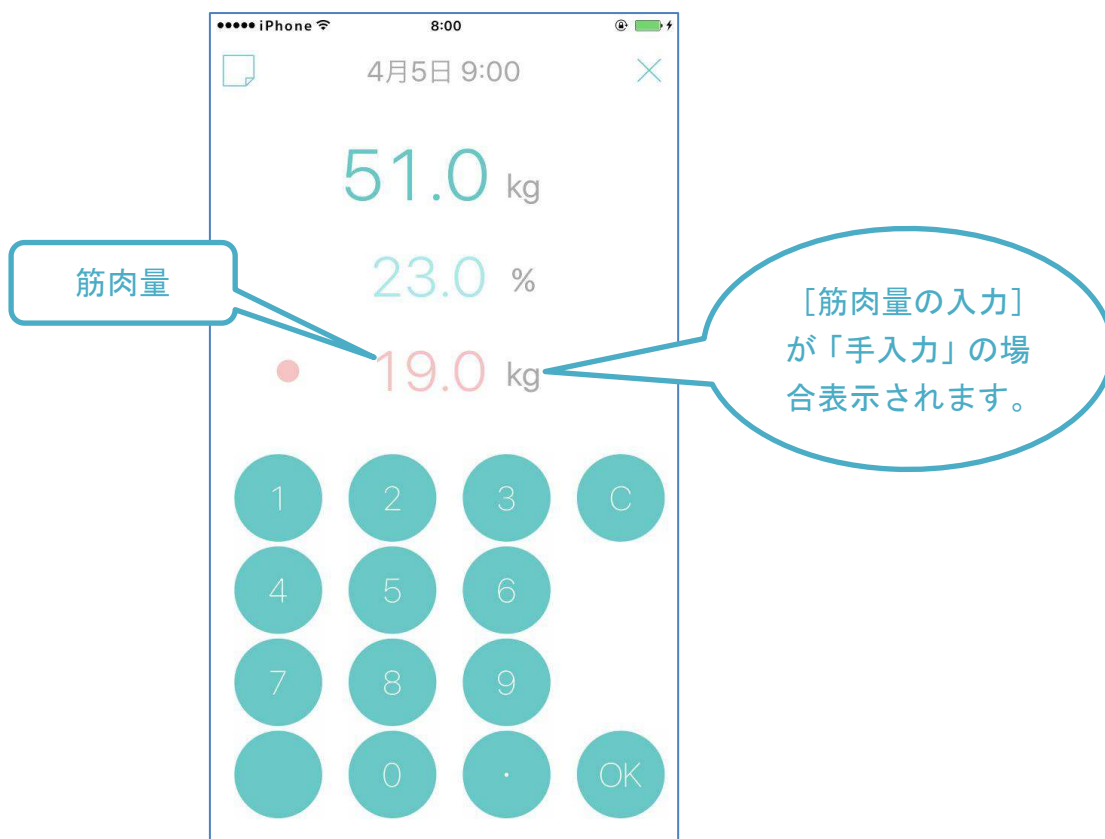 ●●●●● iPhone 8:00
4月5日 9:00
51.0 kg
23.0 %
筋肉量
19.0 kg
［筋肉量の入力］
が「手入力」の場
合表示されます。
1 2 3 C
4 5 6
7 8 9
0 · OK